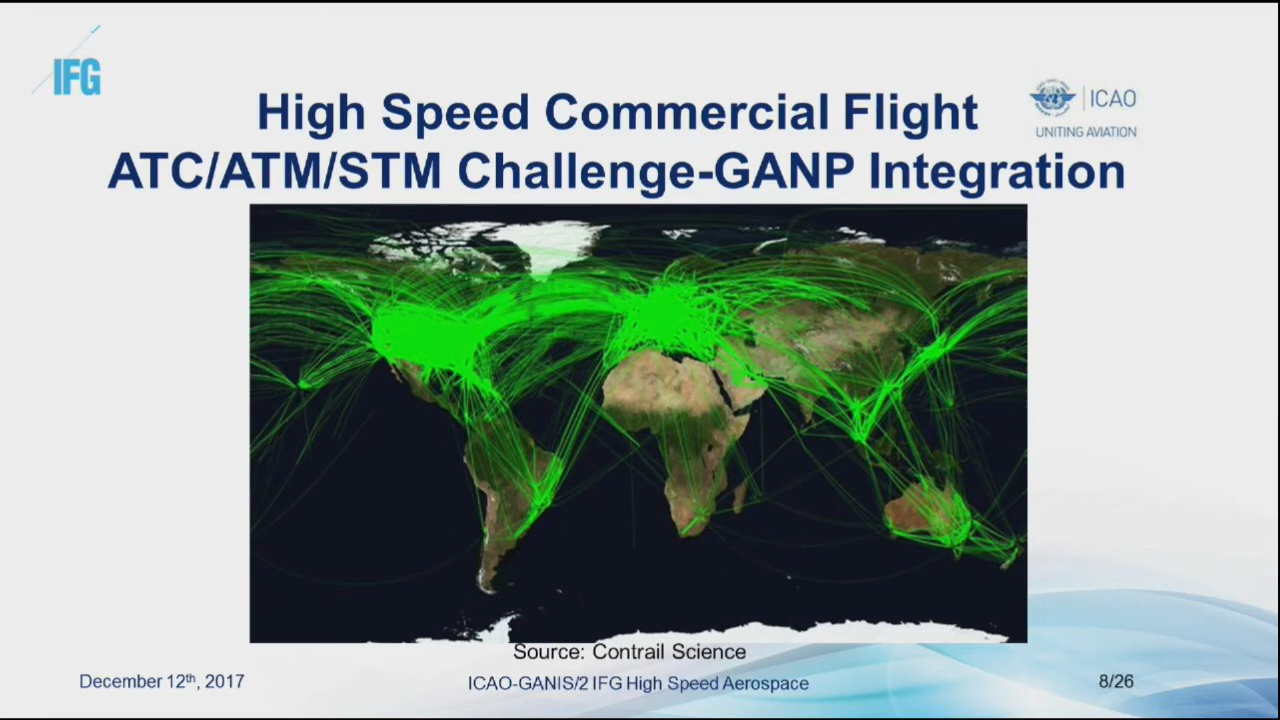 IFG
High Speed Commercial Flight
ICAO
UNITING AVIATION
ATC/ATM/STM Challenge-GANP Integration
Source: Contrail Science
December 12th, 2017
ICAO-GANIS/2 IFG High Speed Aerospace
8/26